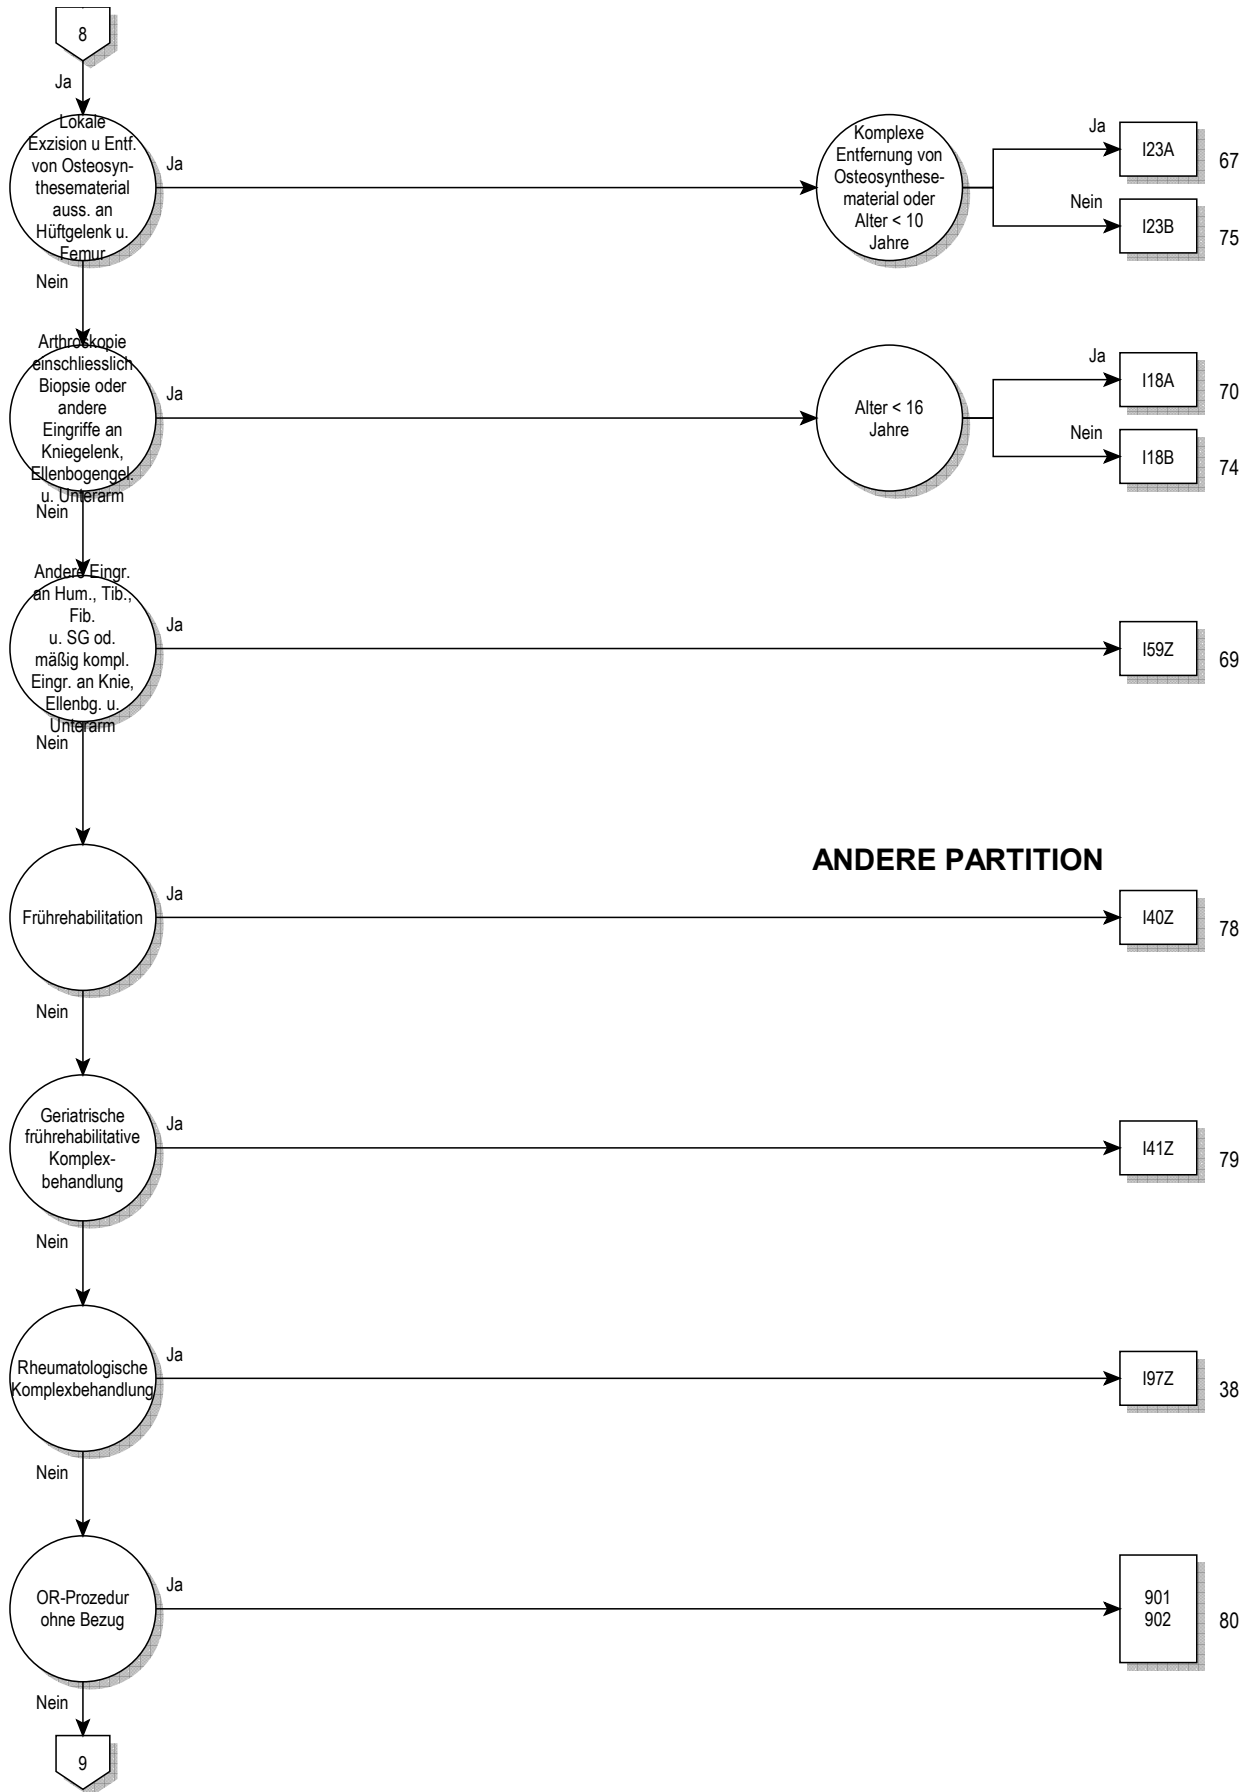 8
Ja
Lokale
Exzision u Entf.
von Osteosyn-
thesematerial
auss. an
Hüftgelenk u.
Femur
Ja
Komplexe
Entfernung von
Osteosynthese-
material oder
Alter < 10
Jahre
Ja
I23A
67
Nein
I23B
75
Nein
Arthroskopie
einschliesslich
Biopsie oder
andere
Eingriffe an
Kniegelenk,
Ellenbogengel.
u. Unterarm
Ja
Alter < 16
Jahre
Ja
I18A
70
Nein
I18B
74
Nein
Andere Eingr.
an Hum., Tib.,
Fib.
u. SG od.
mäßig kompl.
Eingr. an Knie,
Ellenbg. u.
Unterarm
Ja
I59Z
69
Nein
ANDERE PARTITION
Frührehabilitation
Ja
I40Z
78
Nein
Geriatrische
frührehabilitative
Komplex-
behandlung
Ja
I41Z
79
Nein
Rheumatologische
Komplexbehandlung
Ja
I97Z
38
Nein
OR-Prozedur
ohne Bezug
Ja
901
902
80
Nein
9